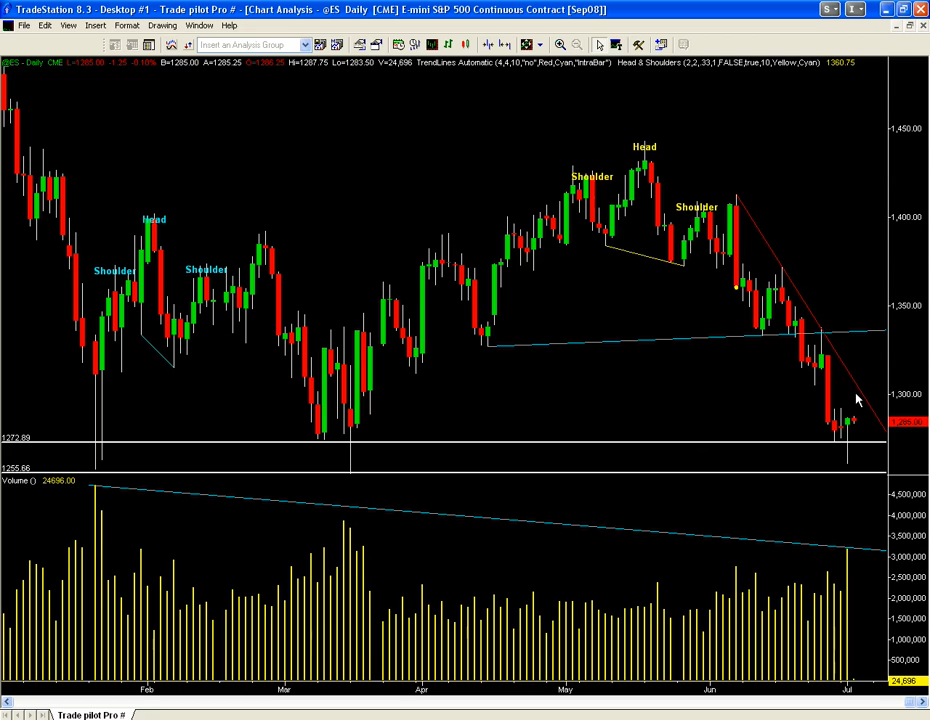 TradeStation 8.3 - Desktop #1 - Trade pilot Pro # - [Chart Analysis - @ES_Daily [CME] E-mini S&P 500 Continuous Contract [Sep08]]
S
I
File Edit View Insert Format Drawing Window Help
Insert an Analysis Group
@ES - Daily CME L=1285.00 -1.25 -0.10% B=1285.00 A=1285.25 O=1286.25 Hi=1287.75 Lo=1283.50 V=24,696 TrendLines Automatic (4,4,10,"no",Red,Cyan,"IntraBar") Head & Shoulders (2,2,33,1,FALSE,true,10,Yellow,Cyan) 1360.75
1,450.00
Head
Shoulder
Shoulder
1,400.00
Head
Shoulder
Shoulder
1,350.00
1,300.00
1,285.00
1272.89
1255.66
Volume () 24696.00
4,500,000
4,000,000
3,500,000
3,000,000
2,500,000
2,000,000
1,500,000
1,000,000
500,000
24,696
Feb Mar Apr May Jun Jul
Trade pilot Pro #